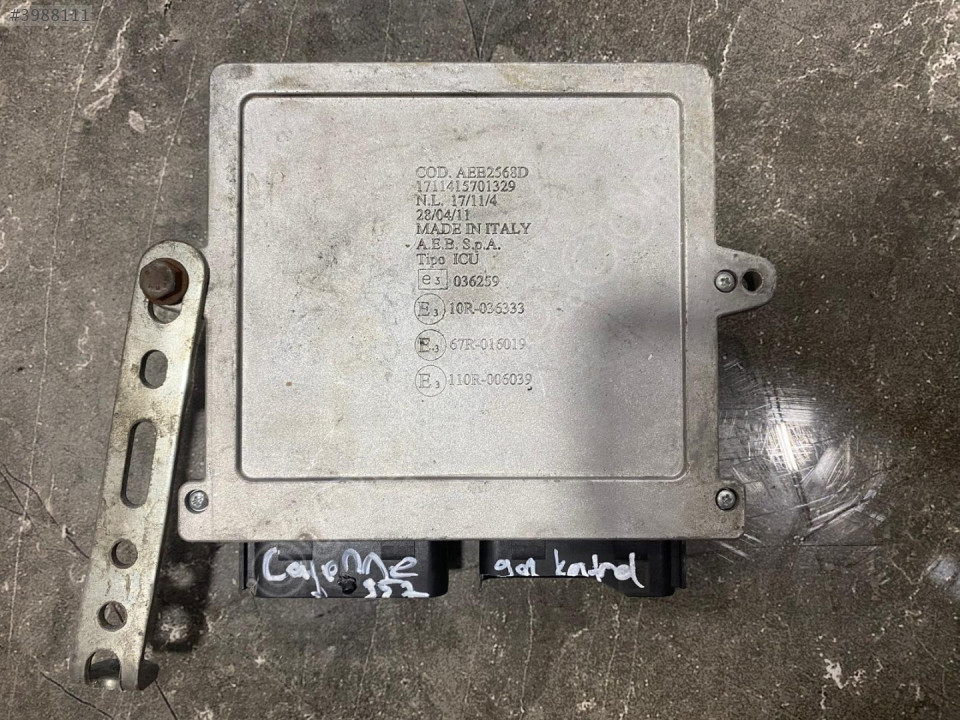 #3988111
COD. AEB2568D
1711415701329
N.L. 17/11/4
28/04/11
MADE IN ITALY
A.E.B. S.p.A.
Tipo ICU
e3 036259
E3 10R-036333
E3 67R-016019
E3 110R-006039
Cayenne
957
kontrol